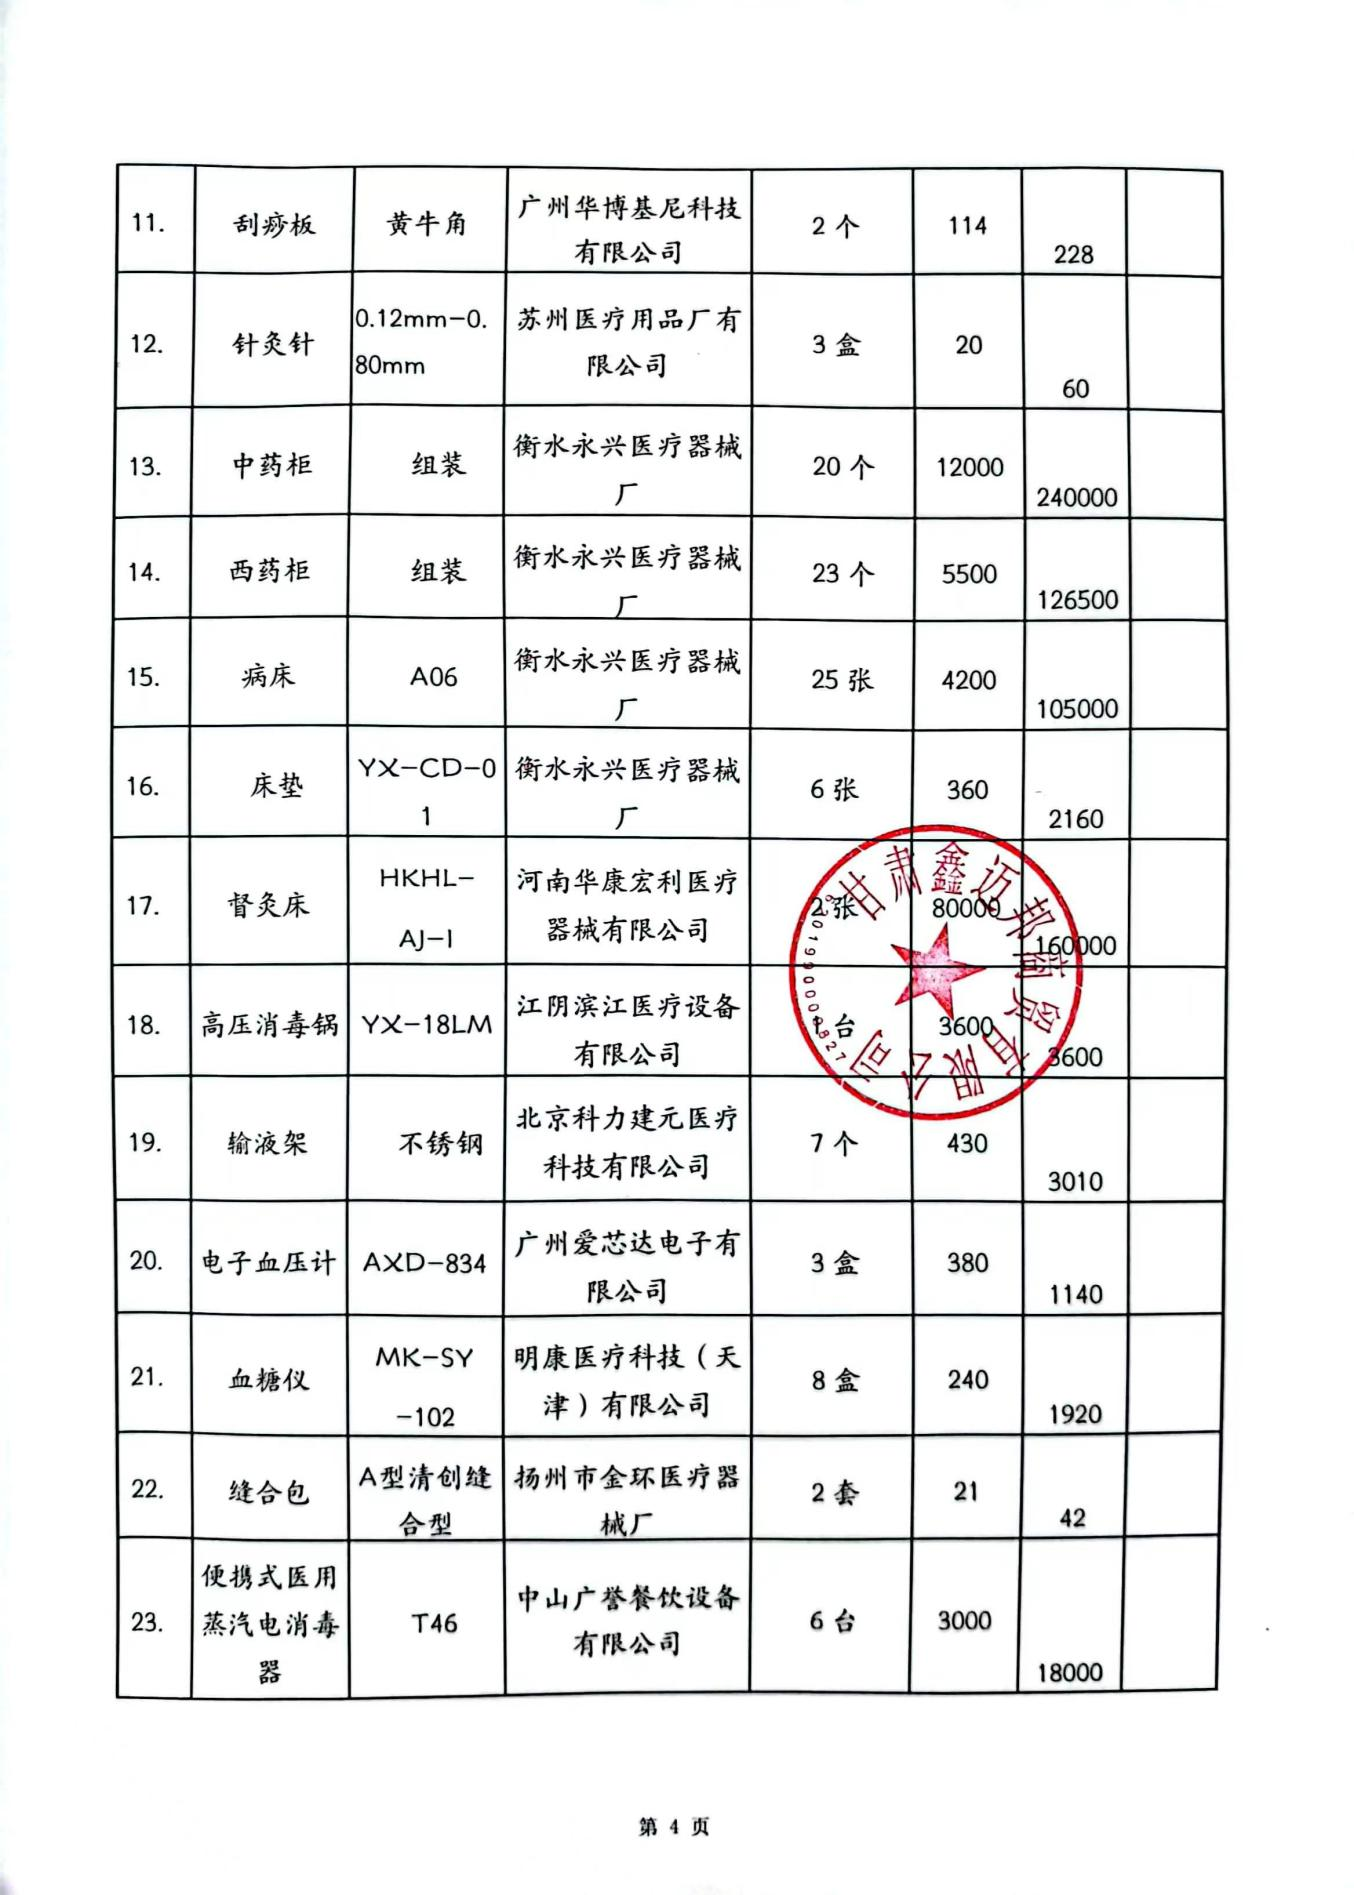 11.
刮痧板
黄牛角
广州华博基尼科技
有限公司
2 个
114
228
12.
针灸针
0.12mm-0.
80mm
苏州医疗用品厂有
限公司
3 盒
20
60
13.
中药柜
组装
衡水永兴医疗器械
厂
20 个
12000
240000
14.
西药柜
组装
衡水永兴医疗器械
厂
23 个
5500
126500
15.
病床
A06
衡水永兴医疗器械
厂
25 张
4200
105000
16.
床垫
YX-CD-0
1
衡水永兴医疗器械
厂
6 张
360
2160
17.
督灸床
HKHL-
AJ-I
河南华康宏利医疗
器械有限公司
2 张
80000
160000
18.
高压消毒锅
YX-18LM
江阴滨江医疗设备
有限公司
1 台
3600
3600
甘肃鑫迈邦商贸有限公司
19.
输液架
不锈钢
北京科力建元医疗
科技有限公司
7 个
430
3010
20.
电子血压计
AXD-834
广州爱芯达电子有
限公司
3 盒
380
1140
21.
血糖仪
MK-SY
-102
明康医疗科技（天
津）有限公司
8 盒
240
1920
22.
缝合包
A型清创缝
合型
扬州市金环医疗器
械厂
2 套
21
42
23.
便携式医用
蒸汽电消毒
器
T46
中山广誉餐饮设备
有限公司
6 台
3000
18000
第 4 页